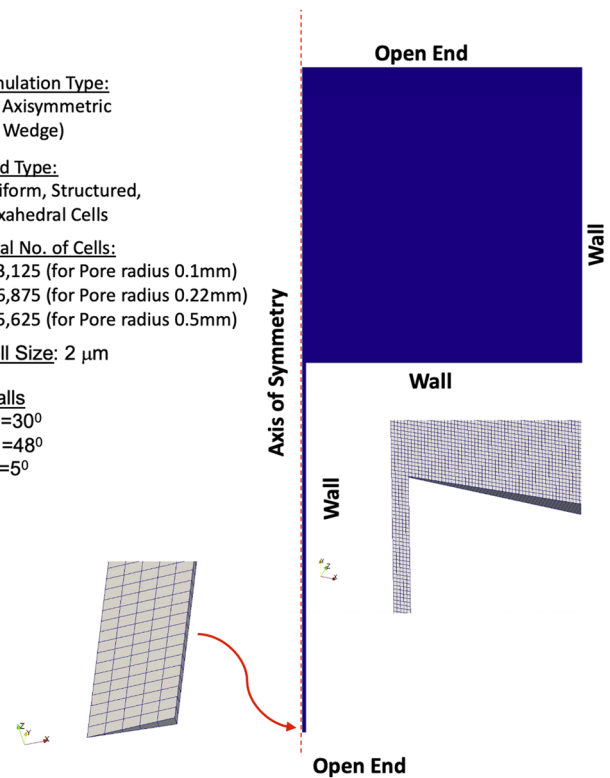 Open End
nulation Type:
Axisymmetric
Wedge)
d Type:
iform, Structured,
xahedral Cells
al No. of Cells:
3,125 (for Pore radius 0.1mm)
5,875 (for Pore radius 0.22mm)
5,625 (for Pore radius 0.5mm)
ll Size: 2 μm
alls
=30⁰
=48⁰
=5⁰
Wall
Axis of Symmetry
Wall
Wall
Open End